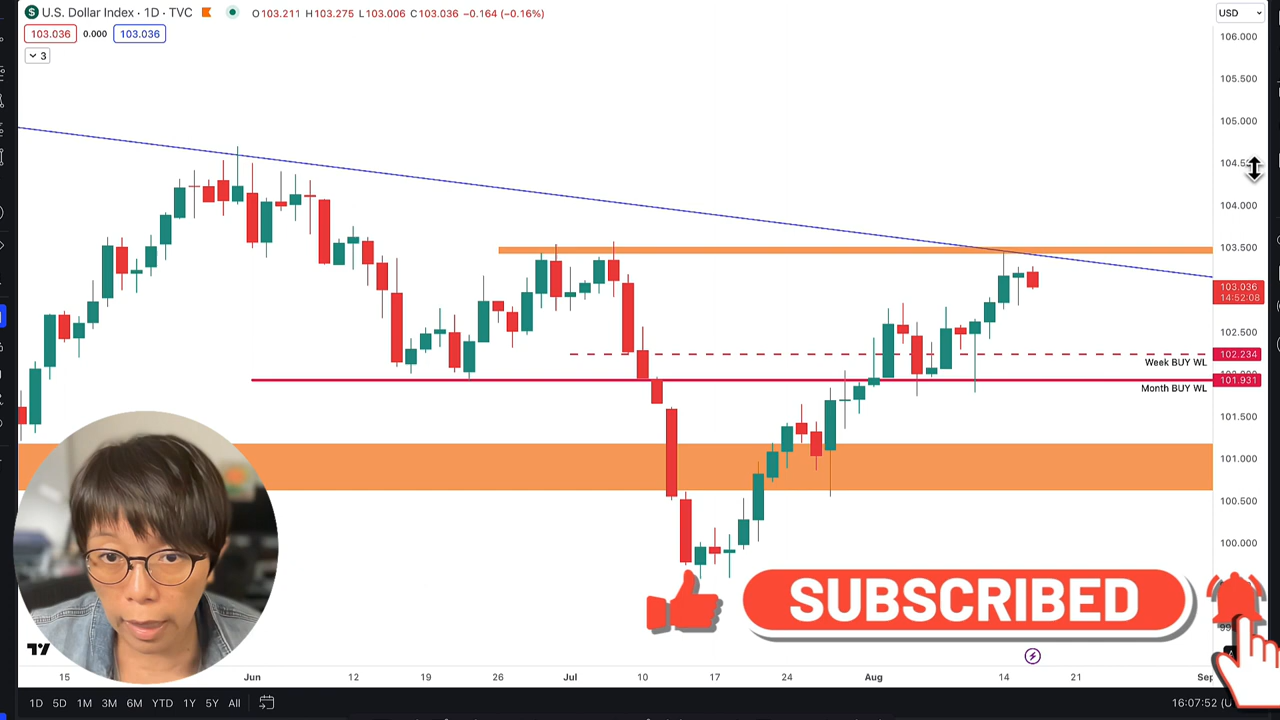 $ U.S. Dollar Index · 1D · TVC O103.211 H103.275 L103.006 C103.036 −0.164 (−0.16%)
USD
103.036 0.000 103.036
3
106.000
105.500
105.000
104.000
103.500
103.036
14:52:08
102.500
102.234
Week BUY WL
101.931
Month BUY WL
101.500
101.000
100.500
100.000
SUBSCRIBED
15 Jun 12 19 26 Jul 10 17 24 Aug 14 21 Sep
1D 5D 1M 3M 6M YTD 1Y 5Y All
16:07:52